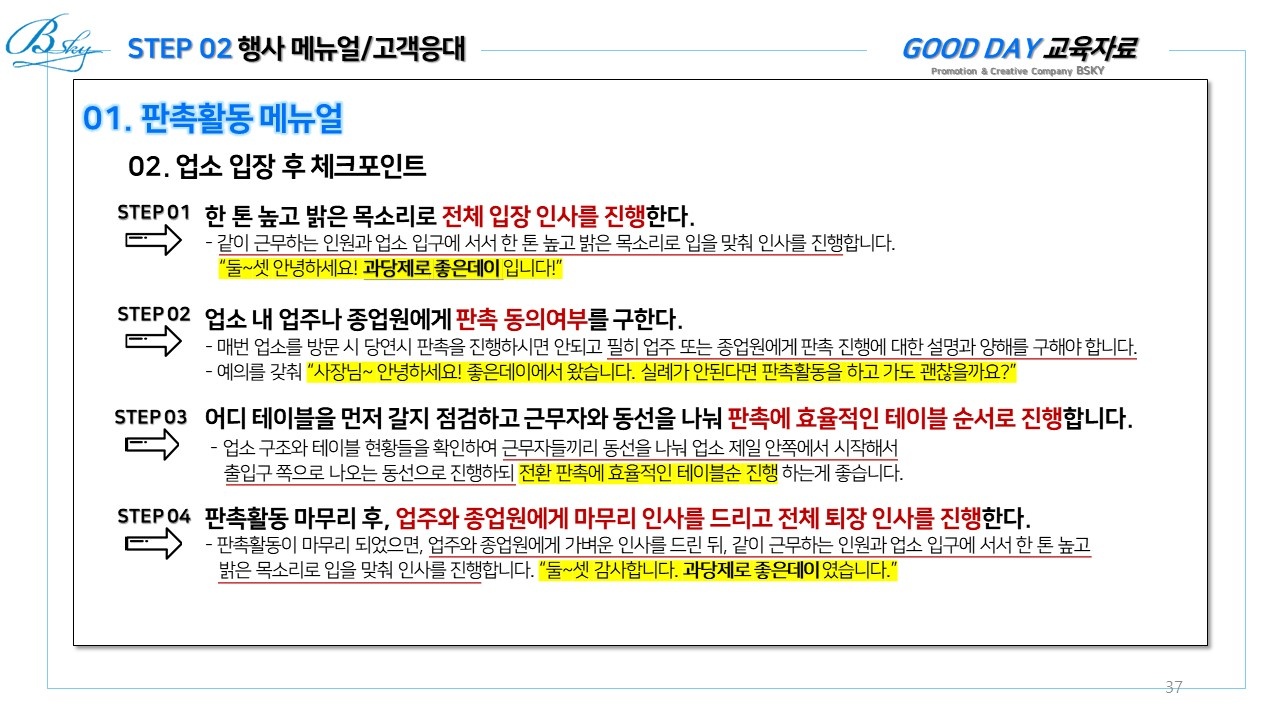 Bsky
STEP 02 행사 메뉴얼/고객응대
GOOD DAY 교육자료
Promotion & Creative Company BSKY
01. 판촉활동 메뉴얼
02. 업소 입장 후 체크포인트
STEP 01
한 톤 높고 밝은 목소리로 전체 입장 인사를 진행한다.
- 같이 근무하는 인원과 업소 입구에 서서 한 톤 높고 밝은 목소리로 입을 맞춰 인사를 진행합니다.
“둘~셋 안녕하세요! 과당제로 좋은데이 입니다!”
STEP 02
업소 내 업주나 종업원에게 판촉 동의여부를 구한다.
- 매번 업소를 방문 시 당연시 판촉을 진행하시면 안되고 필히 업주 또는 종업원에게 판촉 진행에 대한 설명과 양해를 구해야 합니다.
- 예의를 갖춰 “사장님~ 안녕하세요! 좋은데이에서 왔습니다. 실례가 안된다면 판촉활동을 하고 가도 괜찮을까요?”
STEP 03
어디 테이블을 먼저 갈지 점검하고 근무자와 동선을 나눠 판촉에 효율적인 테이블 순서로 진행합니다.
- 업소 구조와 테이블 현황들을 확인하여 근무자들끼리 동선을 나눠 업소 제일 안쪽에서 시작해서
출입구 쪽으로 나오는 동선으로 진행하되 전환 판촉에 효율적인 테이블순 진행 하는게 좋습니다.
STEP 04
판촉활동 마무리 후, 업주와 종업원에게 마무리 인사를 드리고 전체 퇴장 인사를 진행한다.
- 판촉활동이 마무리 되었으면, 업주와 종업원에게 가벼운 인사를 드린 뒤, 같이 근무하는 인원과 업소 입구에 서서 한 톤 높고
밝은 목소리로 입을 맞춰 인사를 진행합니다. “둘~셋 감사합니다. 과당제로 좋은데이 였습니다.”
37